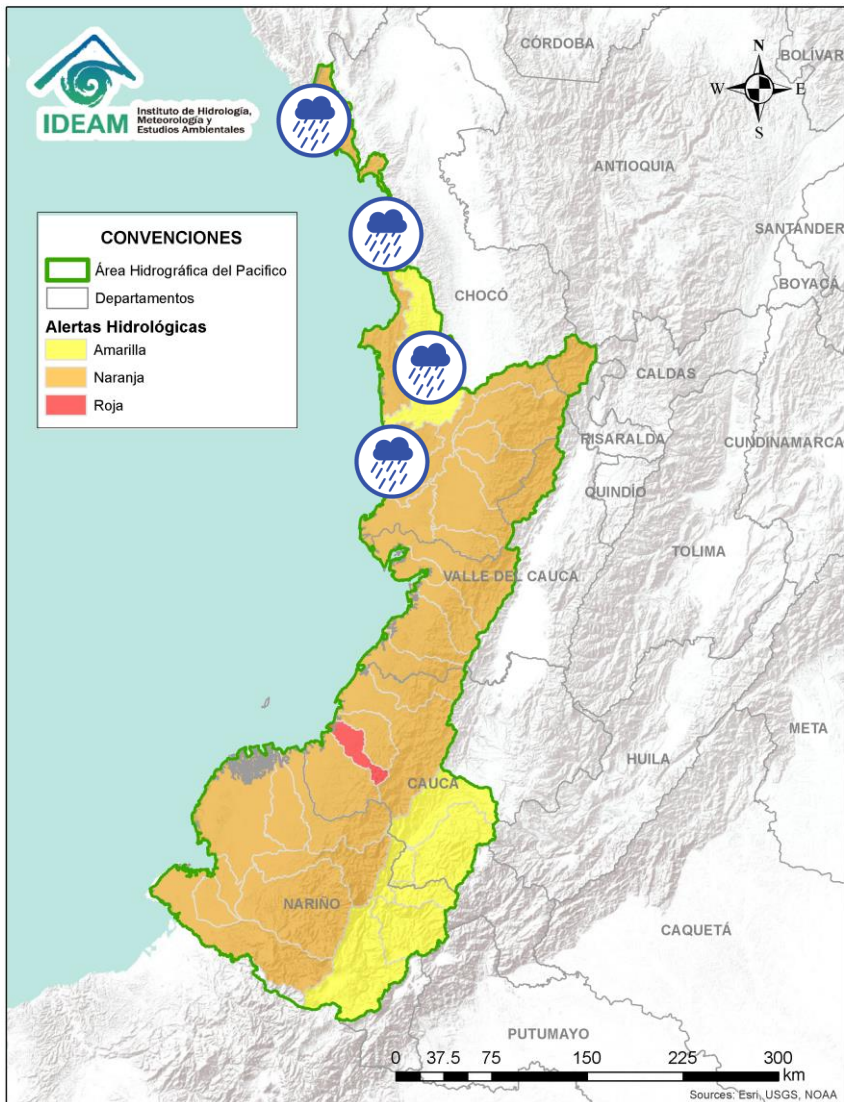 IDEAM
Instituto de Hidrología,
Meteorología y
Estudios Ambientales
CÓRDOBA
BOLÍVAR
N
W E
S
ANTIOQUIA
CONVENCIONES
Área Hidrográfica del Pacifico
Departamentos
Alertas Hidrológicas
Amarilla
Naranja
Roja
SANTANDER
BOYACÁ
CHOCÓ
CALDAS
RISARALDA
CUNDINAMARCA
QUINDÍO
TOLIMA
VALLE DEL CAUCA
META
HUILA
CAUCA
NARIÑO
CAQUETÁ
PUTUMAYO
0 37.5 75 150 225 300
km
Sources: Esri, USGS, NOAA